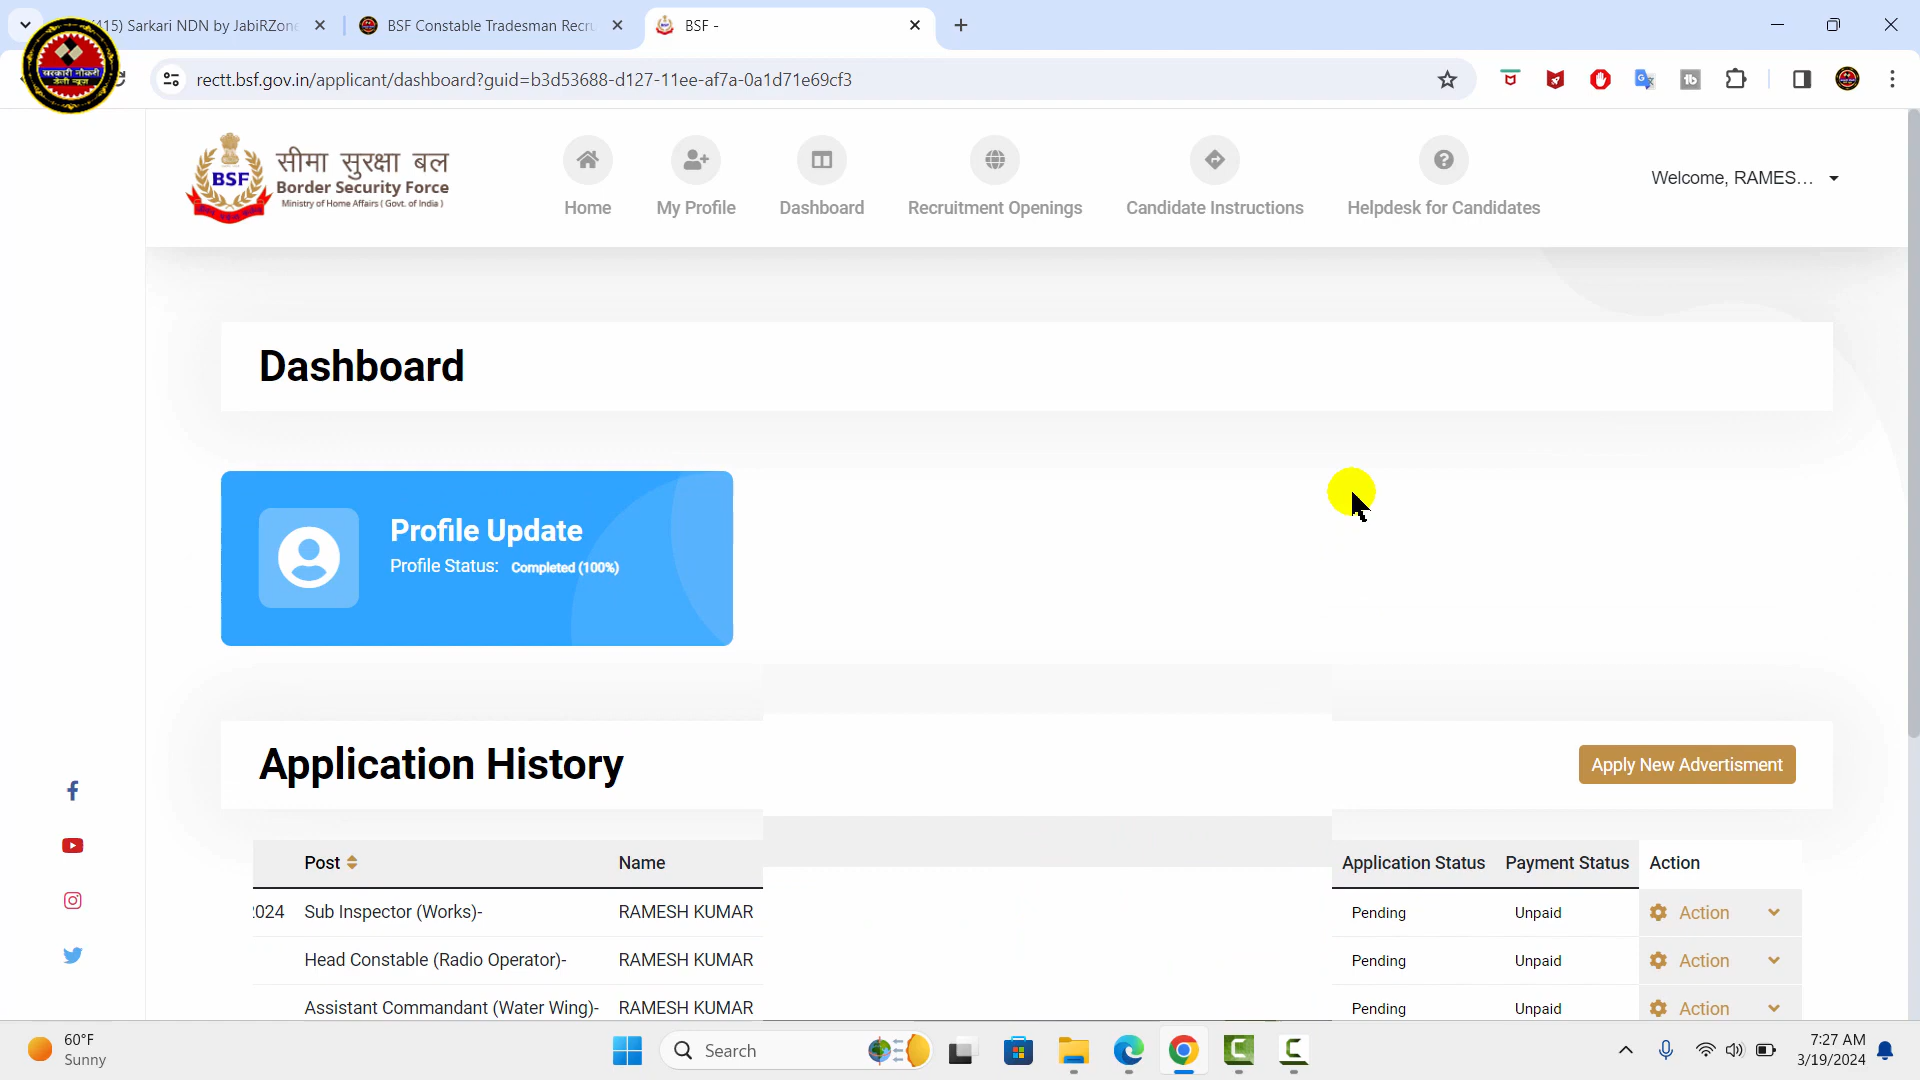 415) Sarkari NDN by JabiRZone
BSF Constable Tradesman Recru
BSF -
सरकारी नौकरी
डेली न्यूज
rectt.bsf.gov.in/applicant/dashboard?guid=b3d53688-d127-11ee-af7a-0a1d71e69cf3
BSF
सीमा सुरक्षा बल
Border Security Force
Ministry of Home Affairs ( Govt. of India )
Home
My Profile
Dashboard
Recruitment Openings
Candidate Instructions
Helpdesk for Candidates
Welcome, RAMES...
Dashboard
Profile Update
Profile Status: Completed (100%)
Application History
Apply New Advertisment
Post Name Application Status Payment Status Action
2024 Sub Inspector (Works)- RAMESH KUMAR Pending Unpaid Action
Head Constable (Radio Operator)- RAMESH KUMAR Pending Unpaid Action
Assistant Commandant (Water Wing)- RAMESH KUMAR Pending Unpaid Action
60°F
Sunny
Search
7:27 AM
3/19/2024